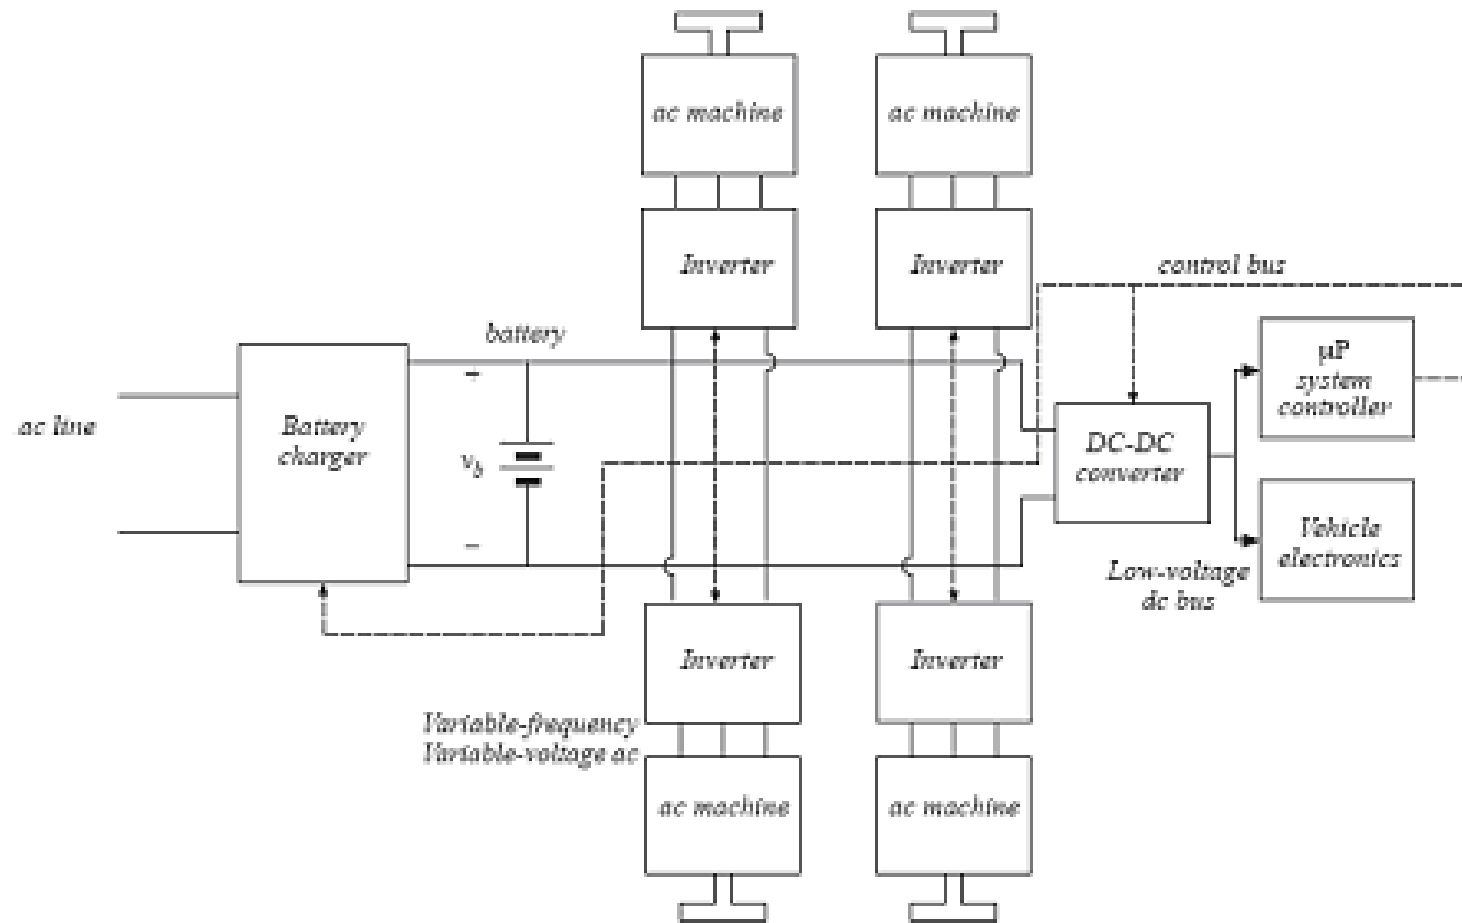 ac machine
ac machine
Inverter
Inverter
control bus
battery
μP
system
controller
+
ac line
Battery
charger
DC-DC
converter
vb
Vehicle
electronics
−
Low-voltage
dc bus
Inverter
Inverter
Variable-frequency
Variable-voltage ac
ac machine
ac machine